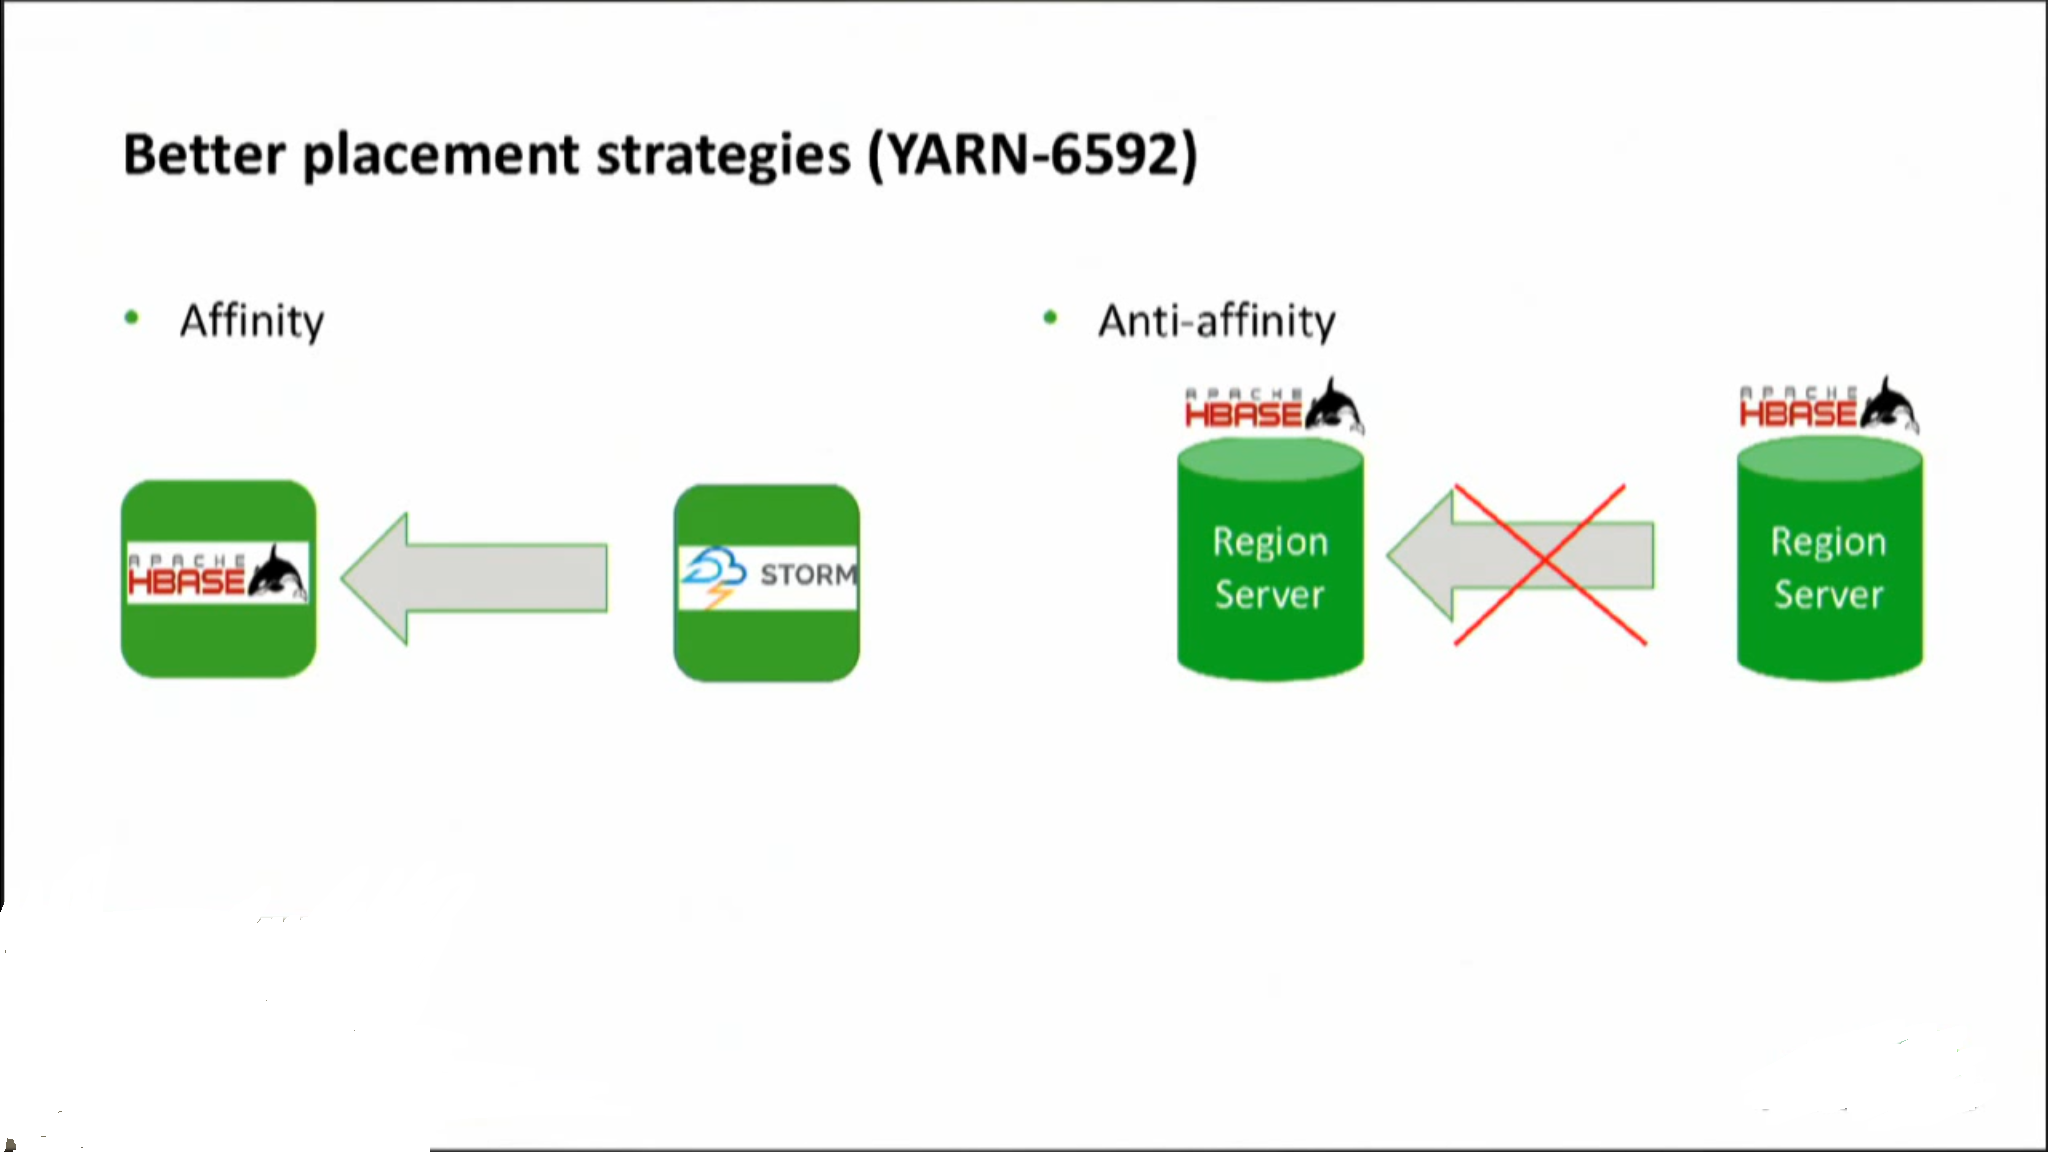 Better placement strategies (YARN-6592)
• Affinity
APACHE
HBASE
STORM
• Anti-affinity
APACHE
HBASE
Region
Server
APACHE
HBASE
Region
Server